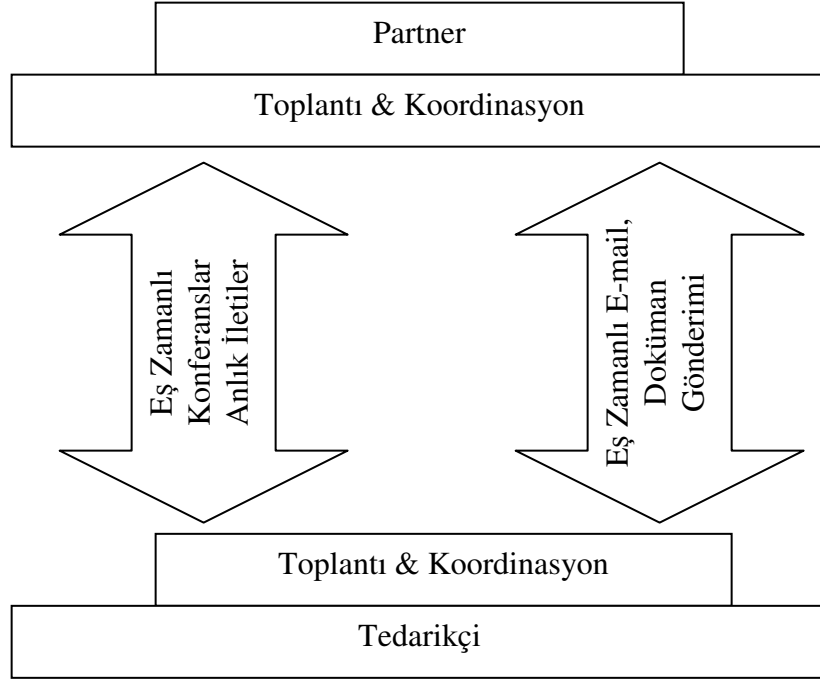 Partner
Toplantı & Koordinasyon
Eş Zamanlı
Konferanslar
Anlık İletiler
Eş Zamanlı E-mail,
Doküman
Gönderimi
Toplantı & Koordinasyon
Tedarikçi